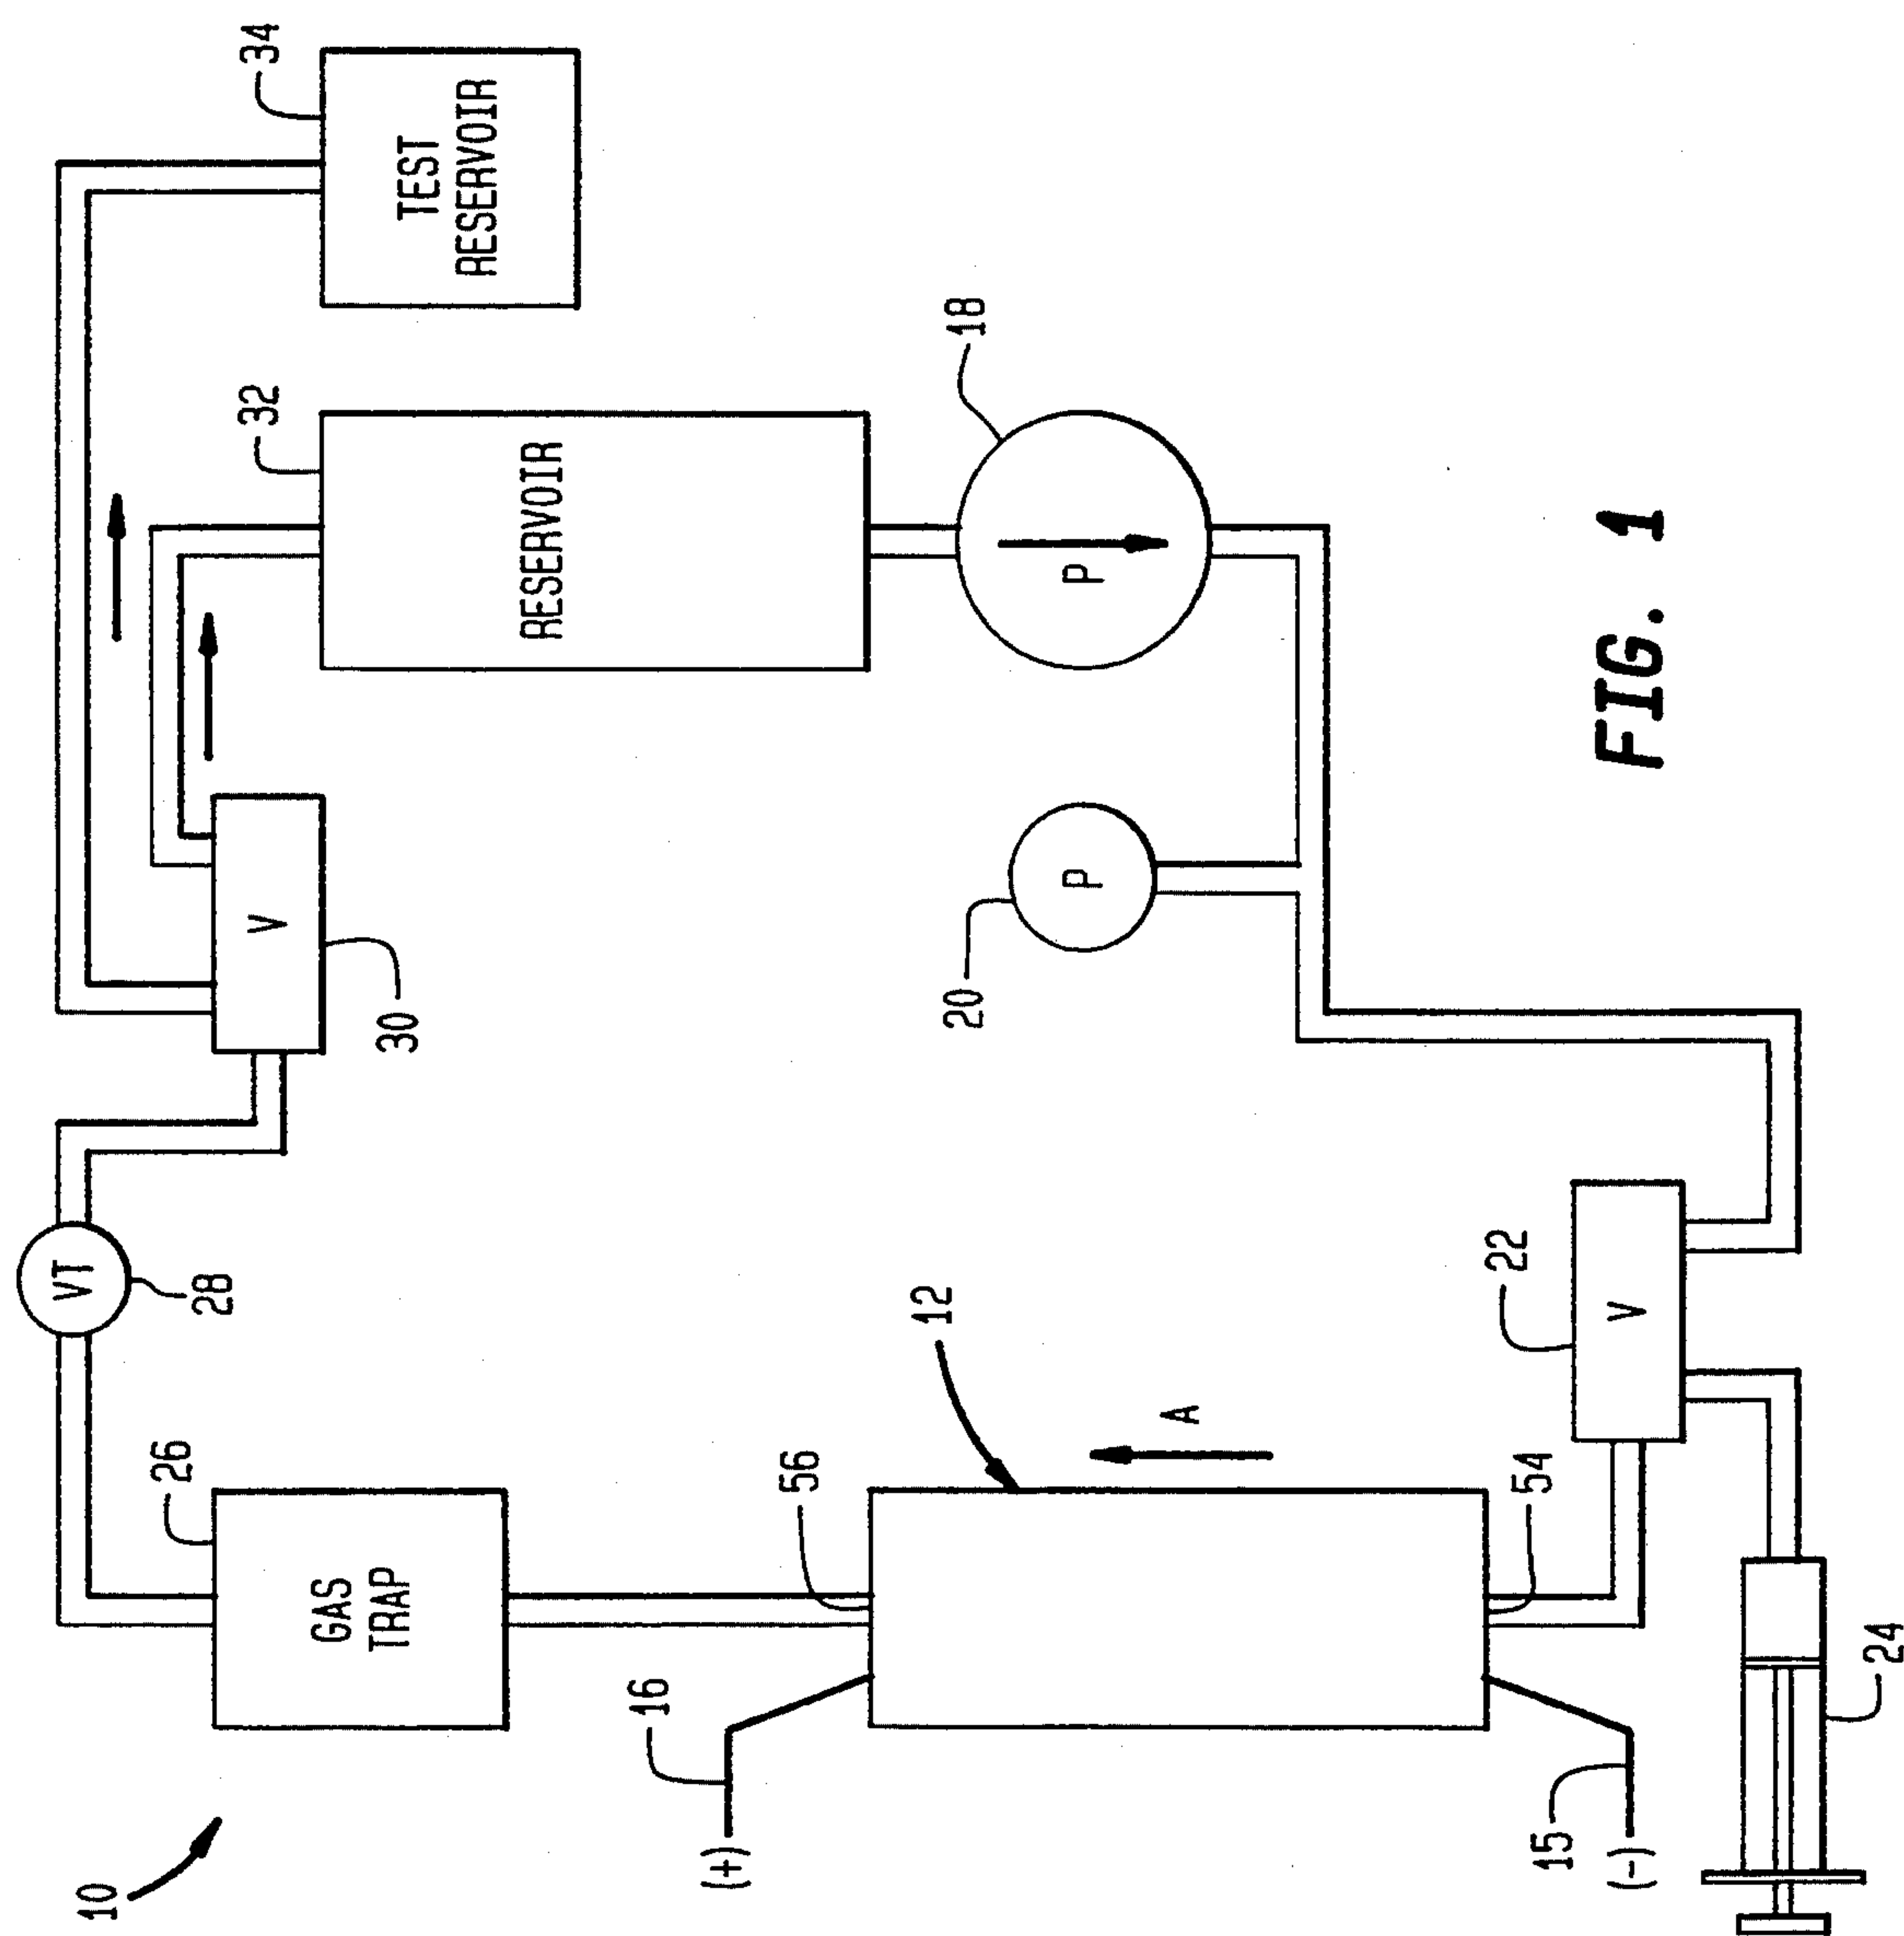 10
VT
26
28
34
32
V
GAS
TRAP
30
TEST
RESERVOIR
RESERVOIR
16
(+)
56
12
20
18
P
P
A
22
54
15
(-)
V
FIG. 1
24